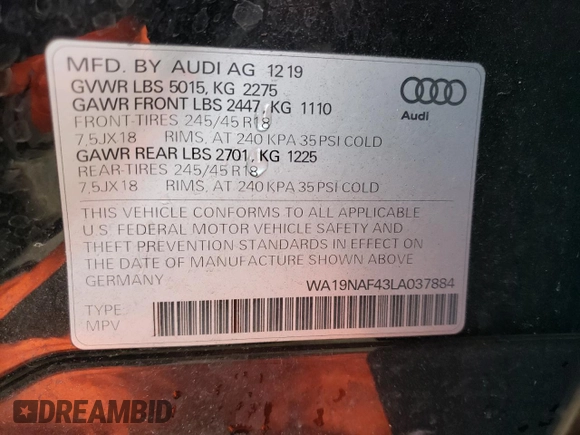 MFD. BY AUDI AG 12 19
GVWR LBS 5015, KG 2275
GAWR FRONT LBS 2447, KG 1110
FRONT-TIRES 245/45 R18
7,5JX18 RIMS, AT 240 KPA 35 PSI COLD
GAWR REAR LBS 2701, KG 1225
REAR-TIRES 245/45 R18
7,5JX18 RIMS, AT 240 KPA 35 PSI COLD
Audi
THIS VEHICLE CONFORMS TO ALL APPLICABLE
U.S. FEDERAL MOTOR VEHICLE SAFETY AND
THEFT PREVENTION STANDARDS IN EFFECT ON
THE DATE OF MANUFACTURE SHOWN ABOVE.
GERMANY
WA19NAF43LA037884
TYPE:
MPV
DREAMBID